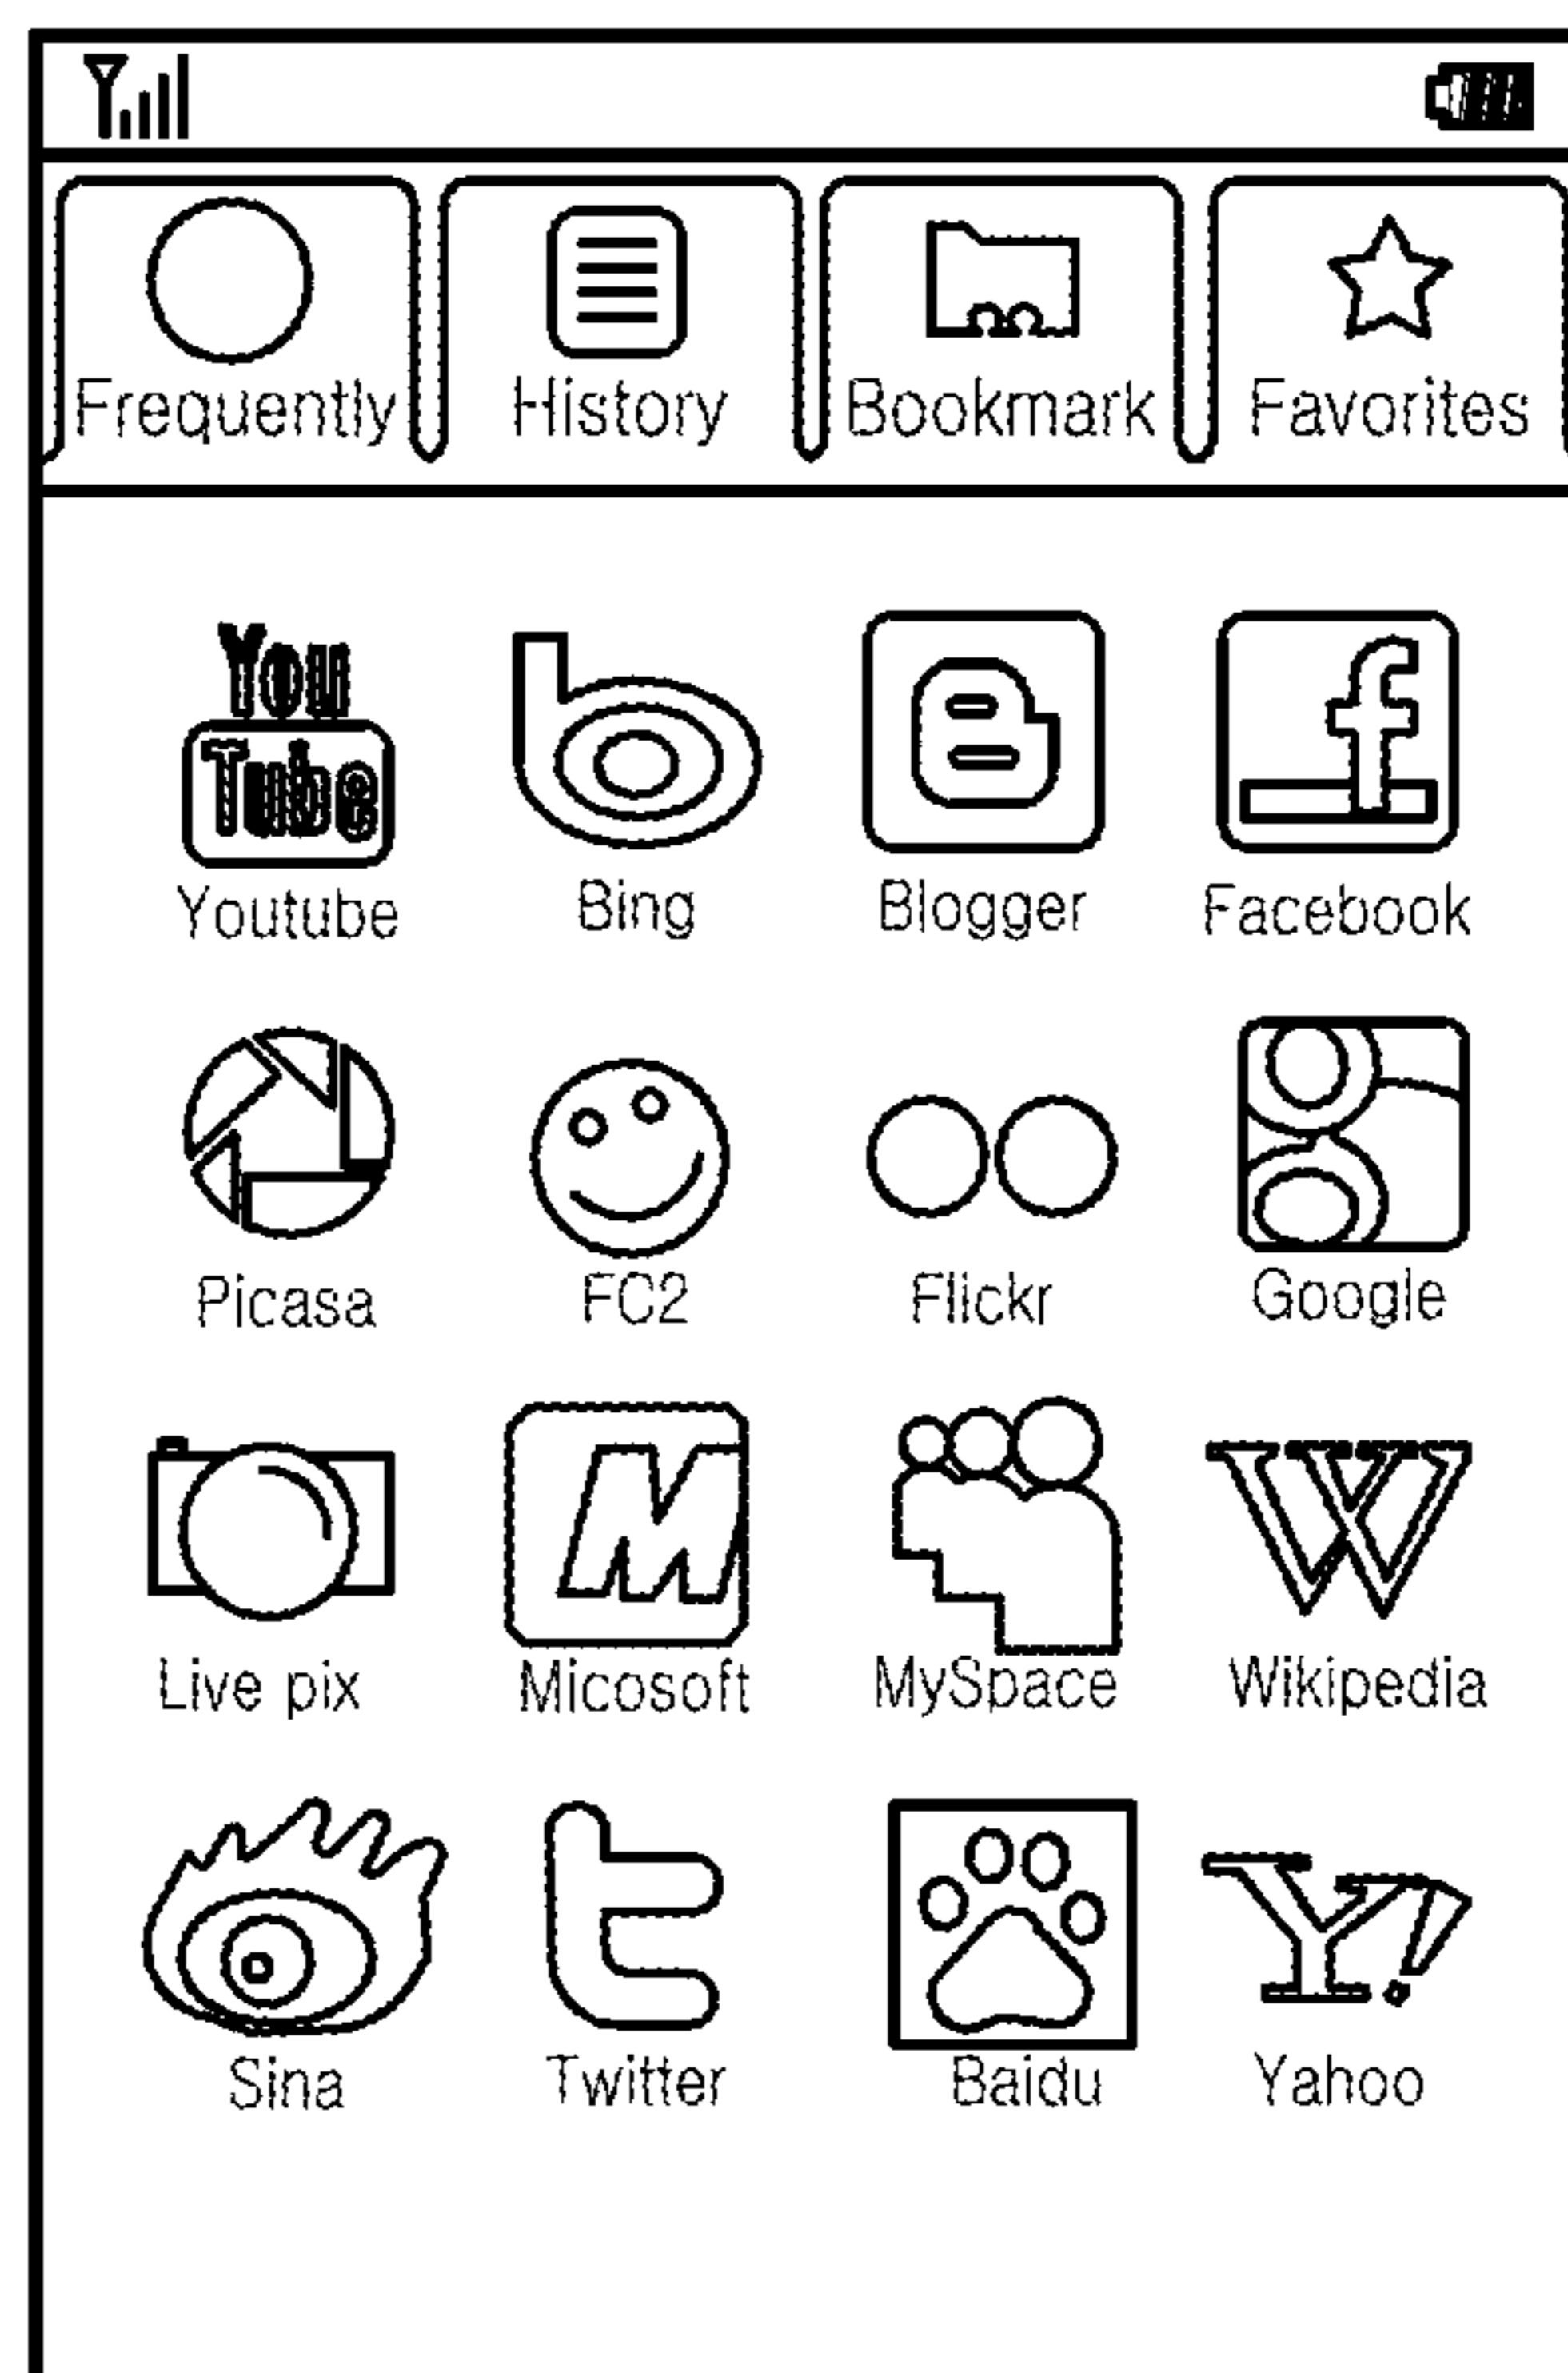 Frequently History Bookmark Favorites
You
Tube
Youtube Bing Blogger Facebook
Picasa FC2 Flickr Google
Live pix Micosoft MySpace Wikipedia
Sina Twitter Baidu Yahoo